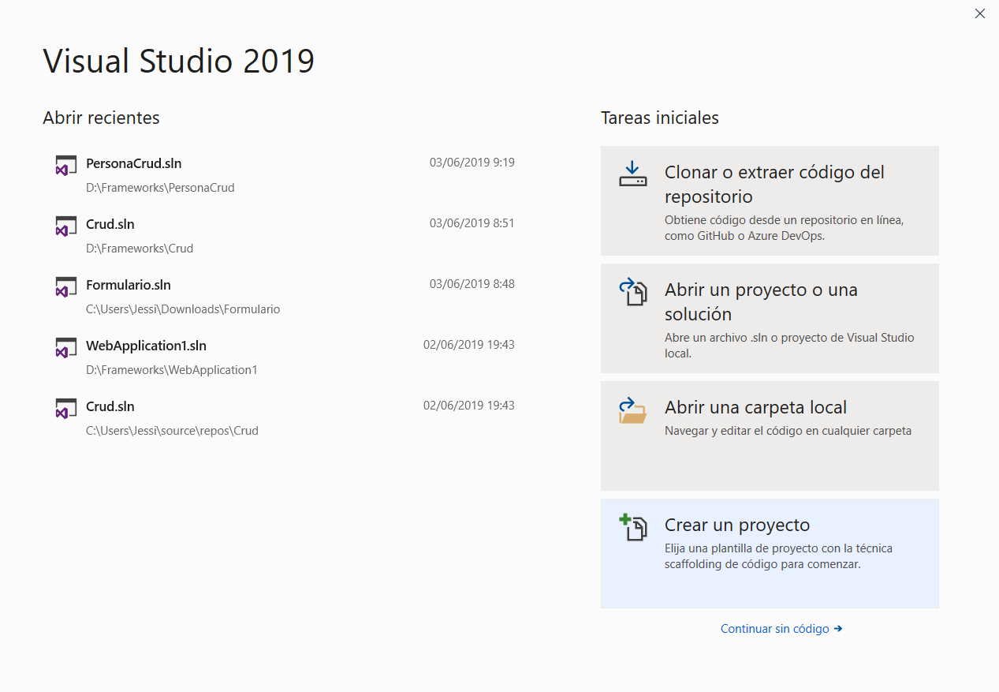 Visual Studio 2019
Abrir recientes
PersonaCrud.sln 03/06/2019 9:19
D:\Frameworks\PersonaCrud
Crud.sln 03/06/2019 8:51
D:\Frameworks\Crud
Formulario.sln 03/06/2019 8:48
C:\Users\Jessi\Downloads\Formulario
WebApplication1.sln 02/06/2019 19:43
D:\Frameworks\WebApplication1
Crud.sln 02/06/2019 19:43
C:\Users\Jessi\source\repos\Crud
Tareas iniciales
Clonar o extraer código del
repositorio
Obtiene código desde un repositorio en línea,
como GitHub o Azure DevOps.
Abrir un proyecto o una
solución
Abre un archivo .sln o proyecto de Visual Studio
local.
Abrir una carpeta local
Navegar y editar el código en cualquier carpeta
Crear un proyecto
Elija una plantilla de proyecto con la técnica
scaffolding de código para comenzar.
Continuar sin código →